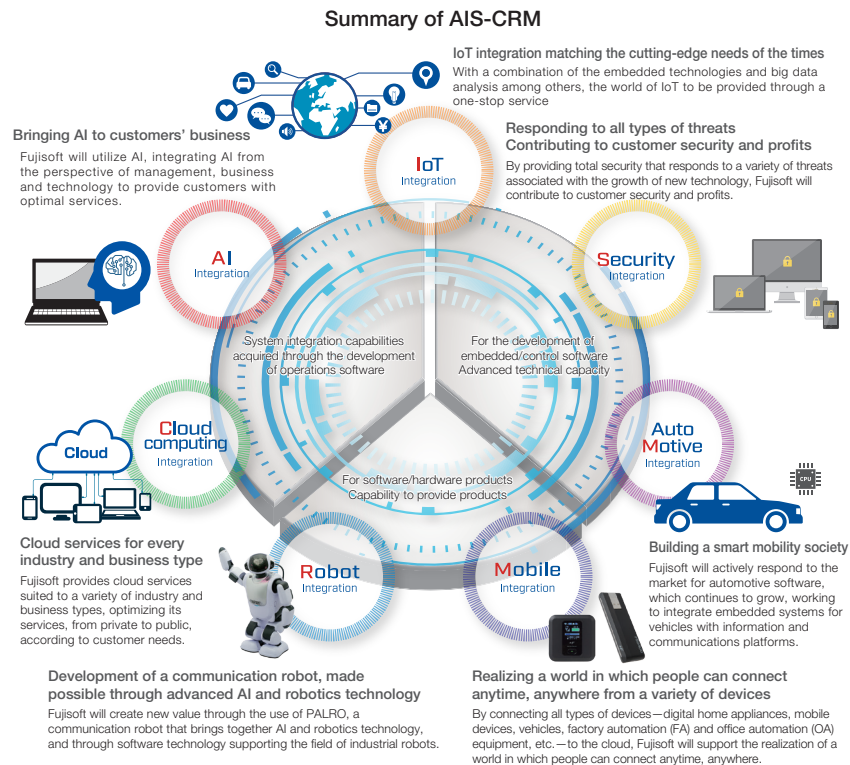 Summary of AIS-CRM
IoT integration matching the cutting-edge needs of the times
With a combination of the embedded technologies and big data
analysis among others, the world of IoT to be provided through a
one-stop service
Bringing AI to customers' business
Fujisoft will utilize AI, integrating AI from
the perspective of management, business
and technology to provide customers with
optimal services.
Responding to all types of threats
Contributing to customer security and profits
By providing total security that responds to a variety of threats
associated with the growth of new technology, Fujisoft will
contribute to customer security and profits.
¥
IoT
Integration
AI
Integration
Security
Integration
System integration capabilities
acquired through the development
of operations software
For the development of
embedded/control software
Advanced technical capacity
Cloud
computing
Integration
Cloud
Auto
Motive
Integration
CPU
For software/hardware products
Capability to provide products
Cloud services for every
industry and business type
Fujisoft provides cloud services
suited to a variety of industry and
business types, optimizing its
services, from private to public,
according to customer needs.
Robot
Integration
Mobile
Integration
Building a smart mobility society
Fujisoft will actively respond to the
market for automotive software,
which continues to grow, working
to integrate embedded systems for
vehicles with information and
communications platforms.
Development of a communication robot, made
possible through advanced AI and robotics technology
Fujisoft will create new value through the use of PALRO, a
communication robot that brings together AI and robotics technology,
and through software technology supporting the field of industrial robots.
Realizing a world in which people can connect
anytime, anywhere from a variety of devices
By connecting all types of devices—digital home appliances, mobile
devices, vehicles, factory automation (FA) and office automation (OA)
equipment, etc.—to the cloud, Fujisoft will support the realization of a
world in which people can connect anytime, anywhere.